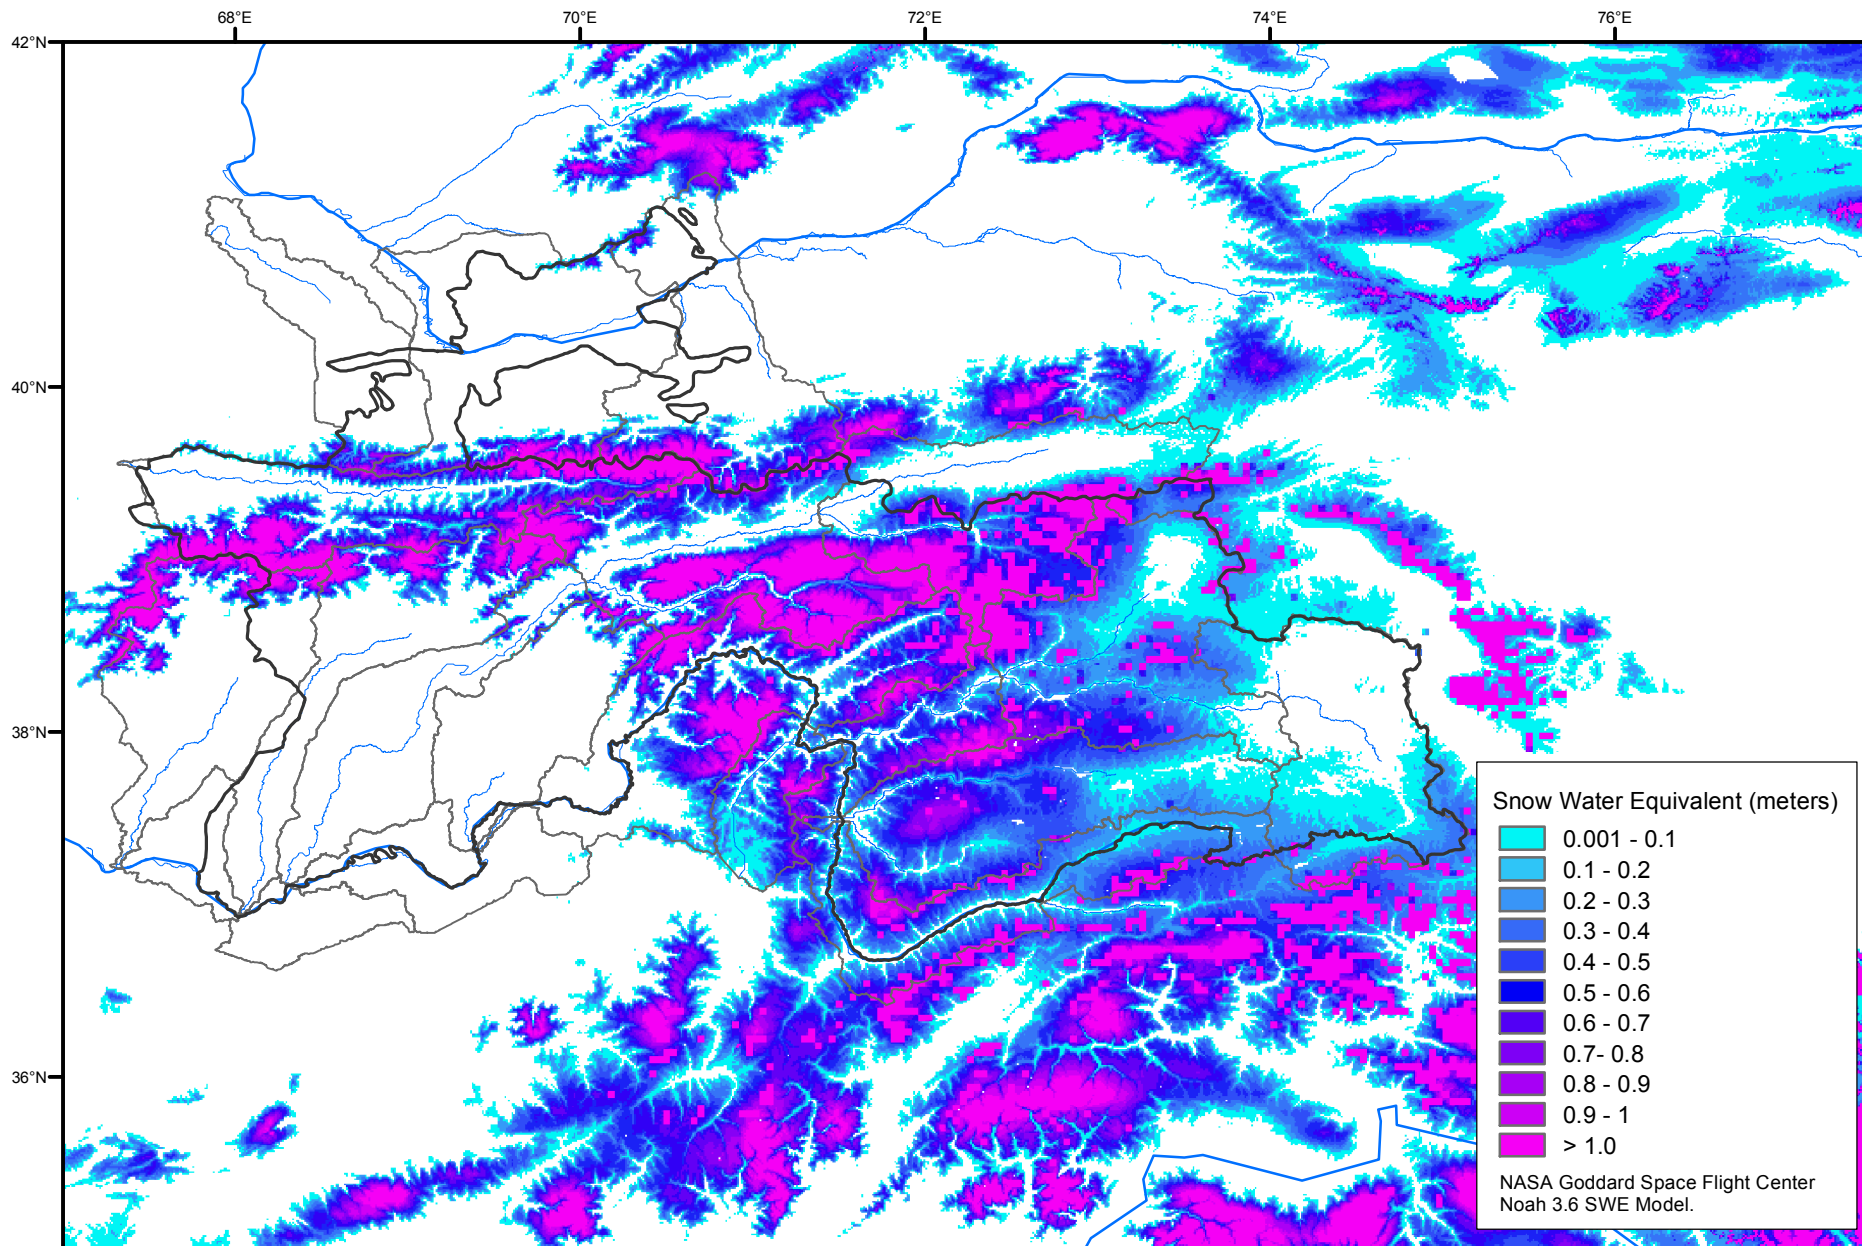 68°E 70°E 72°E 74°E 76°E
42°N
40°N
38°N
36°N
Snow Water Equivalent (meters)
0.001 - 0.1
0.1 - 0.2
0.2 - 0.3
0.3 - 0.4
0.4 - 0.5
0.5 - 0.6
0.6 - 0.7
0.7- 0.8
0.8 - 0.9
0.9 - 1
> 1.0
NASA Goddard Space Flight Center
Noah 3.6 SWE Model.